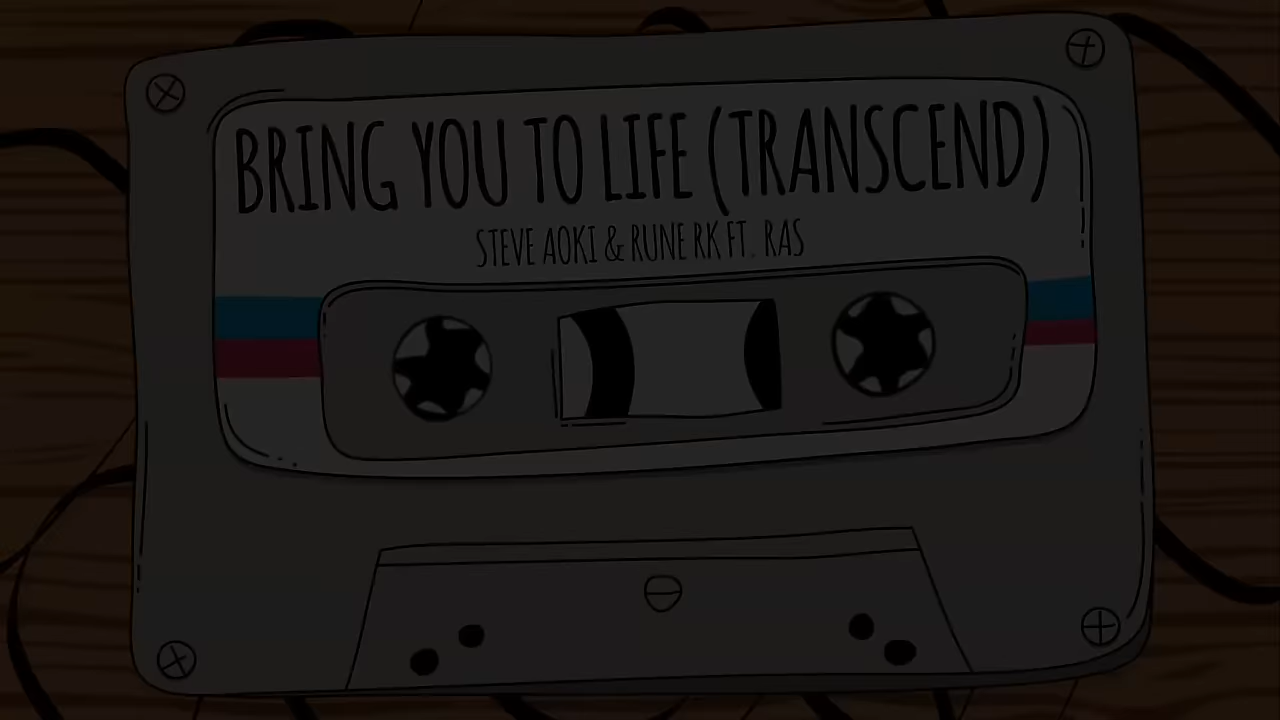 BRING YOU TO LIFE (TRANSCEND)
STEVE AOKI & RUNE RK FT. RAS